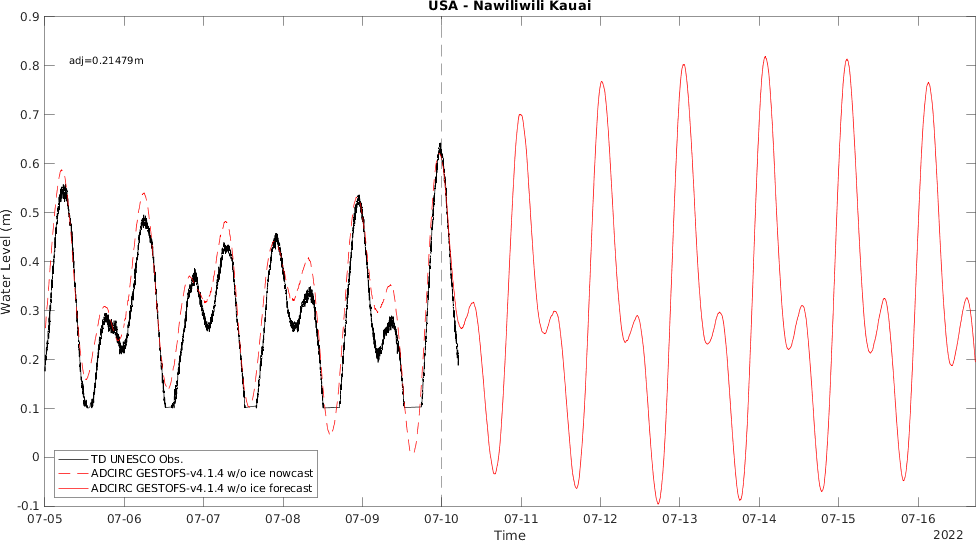 USA - Nawiliwili Kauai
0.9
0.8
0.7
0.6
0.5
0.4
0.3
0.2
0.1
0
-0.1
Water Level (m)
adj=0.21479m
TD UNESCO Obs.
ADCIRC GESTOFS-v4.1.4 w/o ice nowcast
ADCIRC GESTOFS-v4.1.4 w/o ice forecast
07-05 07-06 07-07 07-08 07-09 07-10 07-11 07-12 07-13 07-14 07-15 07-16
Time
2022